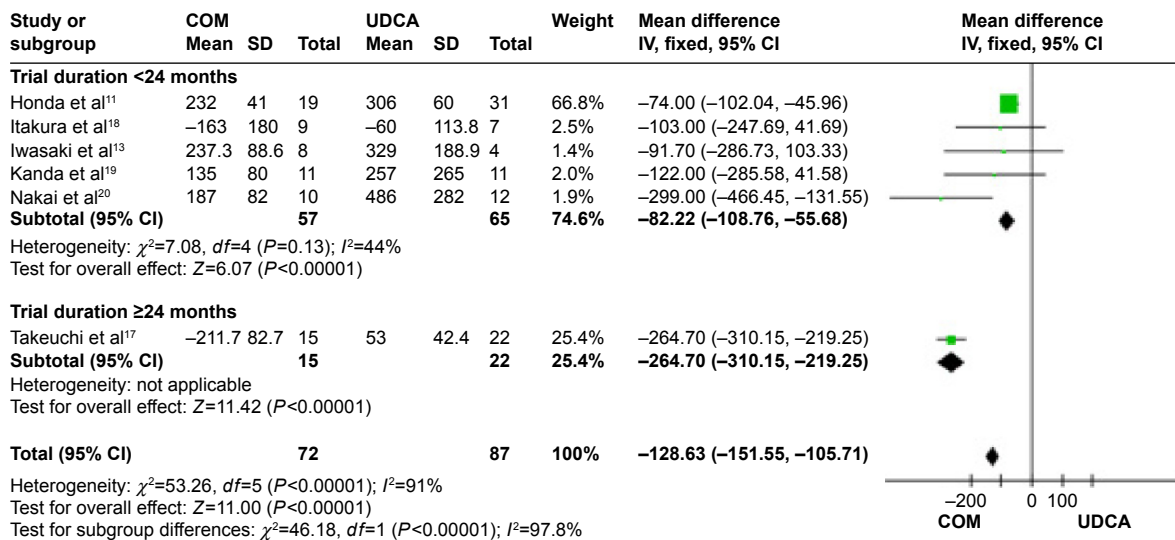 Study or COM UDCA Weight Mean difference Mean difference
subgroup Mean SD Total Mean SD Total IV, fixed, 95% CI IV, fixed, 95% CI
Trial duration <24 months
Honda et al¹¹ 232 41 19 306 60 31 66.8% –74.00 (–102.04, –45.96)
Itakura et al¹⁸ –163 180 9 –60 113.8 7 2.5% –103.00 (–247.69, 41.69)
Iwasaki et al¹³ 237.3 88.6 8 329 188.9 4 1.4% –91.70 (–286.73, 103.33)
Kanda et al¹⁹ 135 80 11 257 265 11 2.0% –122.00 (–285.58, 41.58)
Nakai et al²⁰ 187 82 10 486 282 12 1.9% –299.00 (–466.45, –131.55)
Subtotal (95% CI) 57 65 74.6% –82.22 (–108.76, –55.68)
Heterogeneity: χ²=7.08, df=4 (P=0.13); I²=44%
Test for overall effect: Z=6.07 (P<0.00001)
Trial duration ≥24 months
Takeuchi et al¹⁷ –211.7 82.7 15 53 42.4 22 25.4% –264.70 (–310.15, –219.25)
Subtotal (95% CI) 15 22 25.4% –264.70 (–310.15, –219.25)
Heterogeneity: not applicable
Test for overall effect: Z=11.42 (P<0.00001)
Total (95% CI) 72 87 100% –128.63 (–151.55, –105.71)
Heterogeneity: χ²=53.26, df=5 (P<0.00001); I²=91%
Test for overall effect: Z=11.00 (P<0.00001)
Test for subgroup differences: χ²=46.18, df=1 (P<0.00001); I²=97.8%
–200 0 100
COM UDCA